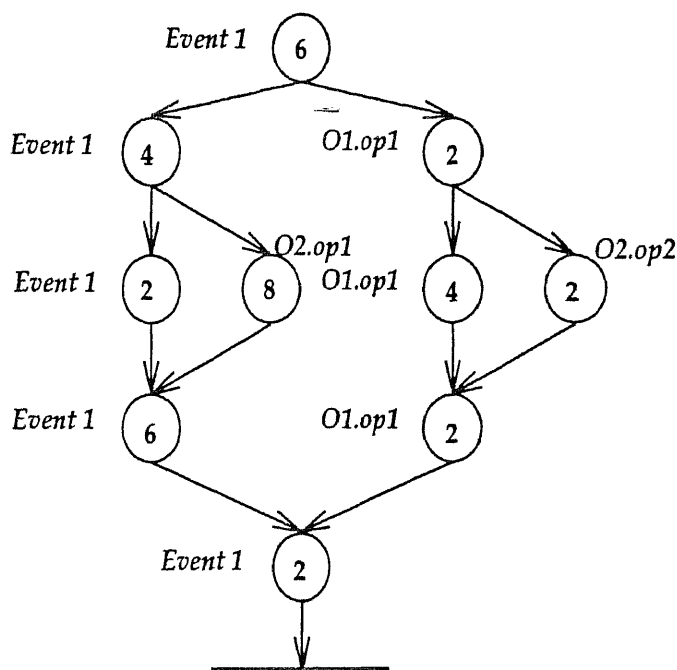 Event 1 6
Event 1 4 O1.op1 2
O2.op1 O2.op2
Event 1 2 8 O1.op1 4 2
Event 1 6 O1.op1 2
Event 1 2